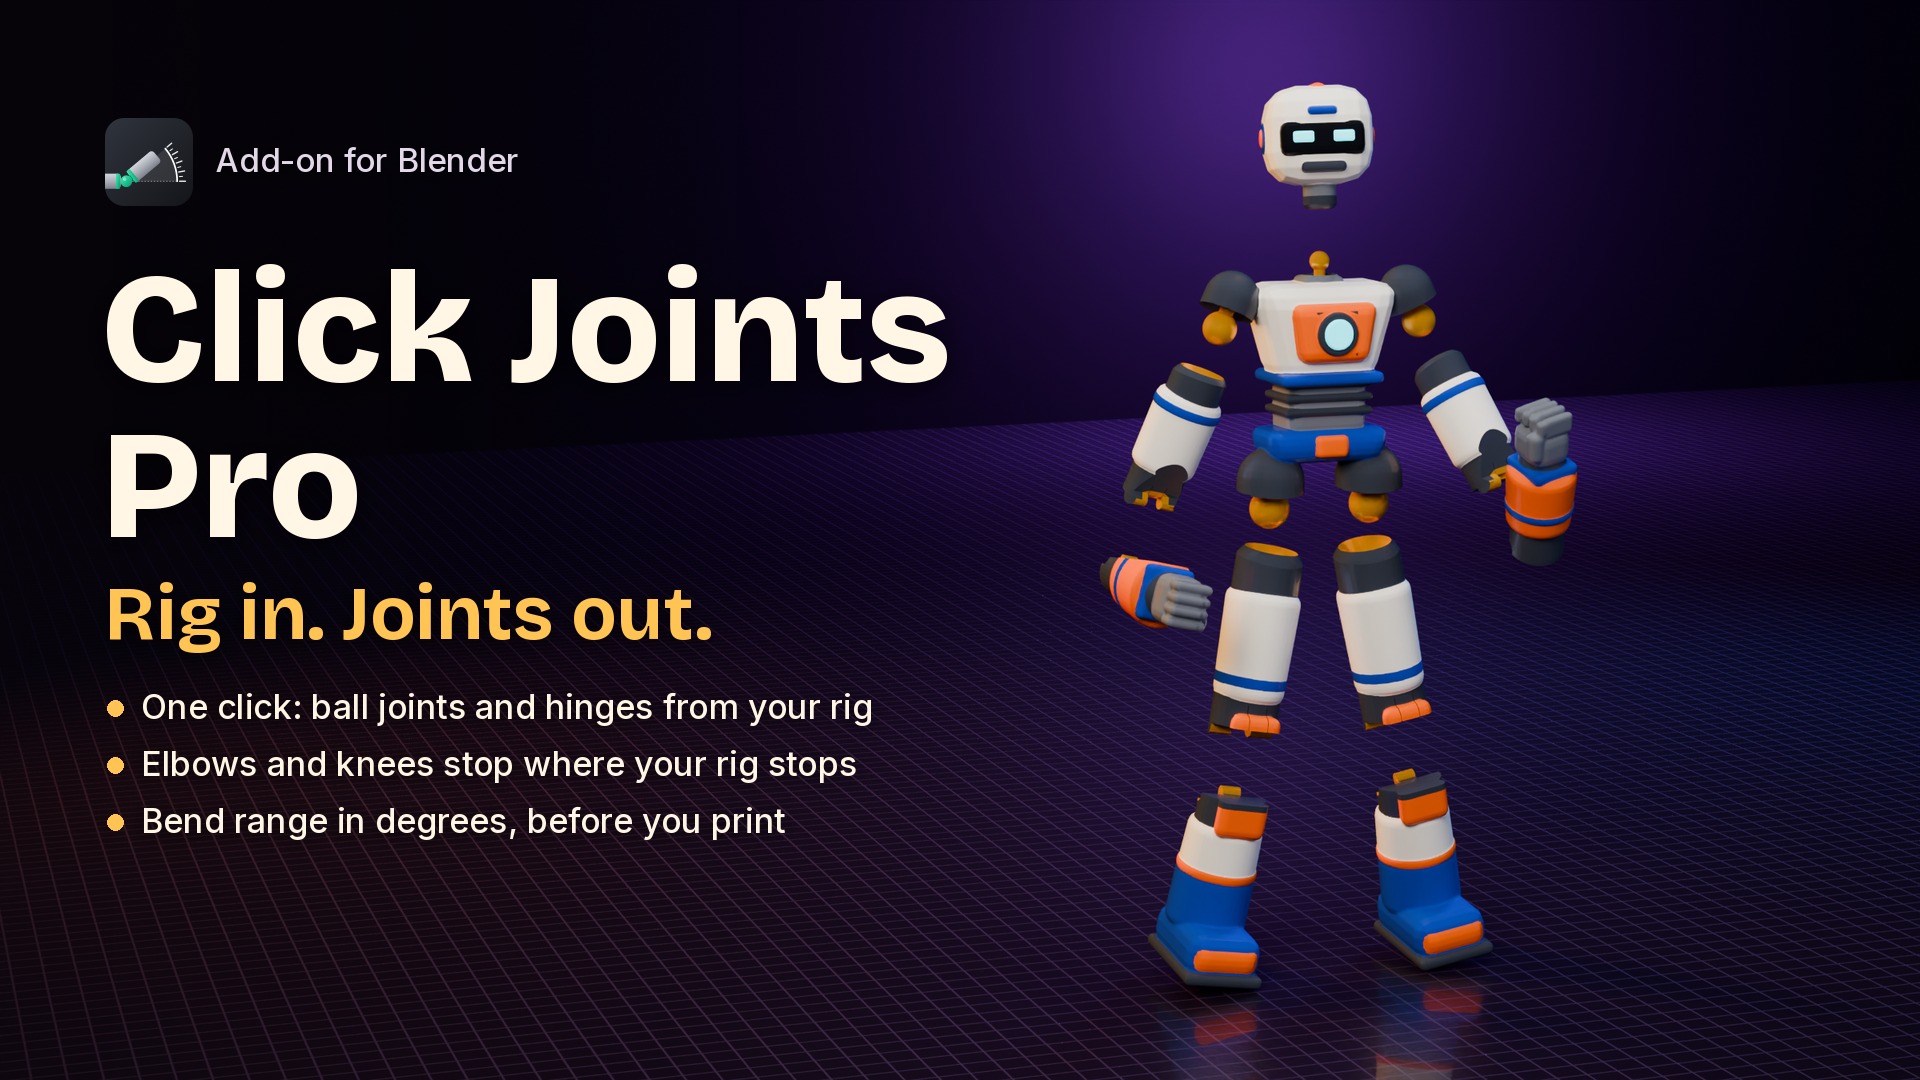 Add-on for Blender
Click Joints
Pro
Rig in. Joints out.
One click: ball joints and hinges from your rig
Elbows and knees stop where your rig stops
Bend range in degrees, before you print